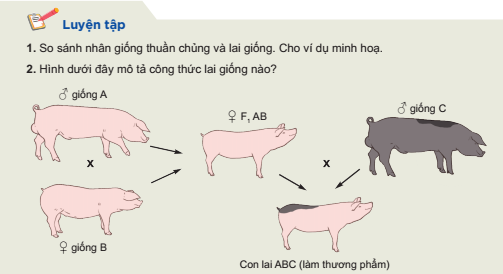 Luyện tập
1. So sánh nhân giống thuần chủng và lai giống. Cho ví dụ minh hoạ.
2. Hình dưới đây mô tả công thức lai giống nào?
♂ giống A
♀ F₁ AB
♂ giống C
x
x
♀ giống B
Con lai ABC (làm thương phẩm)